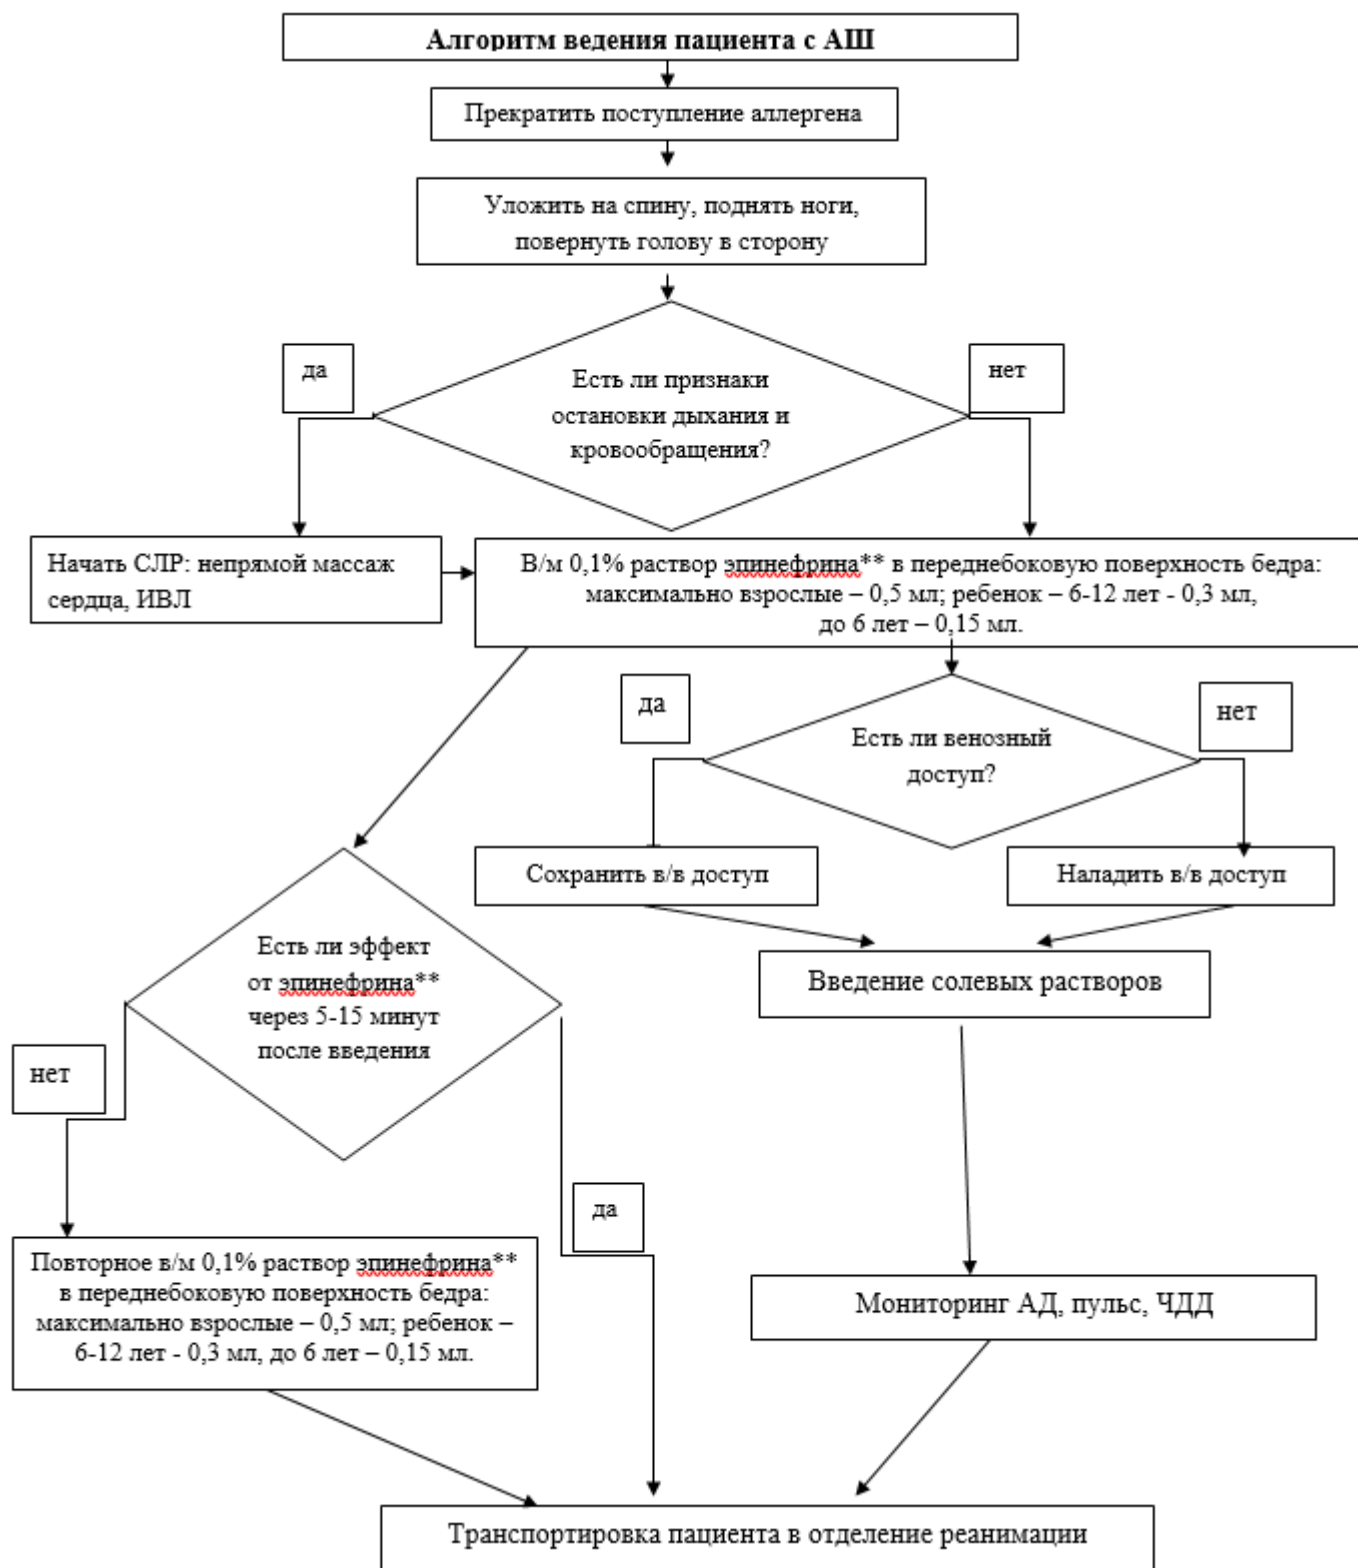 Алгоритм ведения пациента с АШ
Прекратить поступление аллергена
Уложить на спину, поднять ноги,
повернуть голову в сторону
да
Есть ли признаки
остановки дыхания и
кровообращения?
нет
Начать СЛР: непрямой массаж
сердца, ИВЛ
В/м 0,1% раствор эпинефрина** в переднебоковую поверхность бедра:
максимально взрослые – 0,5 мл; ребенок – 6-12 лет - 0,3 мл,
до 6 лет – 0,15 мл.
да
Есть ли венозный
доступ?
нет
Сохранить в/в доступ
Наладить в/в доступ
Введение солевых растворов
Есть ли эффект
от эпинефрина**
через 5-15 минут
после введения
нет
да
Повторное в/м 0,1% раствор эпинефрина**
в переднебоковую поверхность бедра:
максимально взрослые – 0,5 мл; ребенок –
6-12 лет - 0,3 мл, до 6 лет – 0,15 мл.
Мониторинг АД, пульс, ЧДД
Транспортировка пациента в отделение реанимации